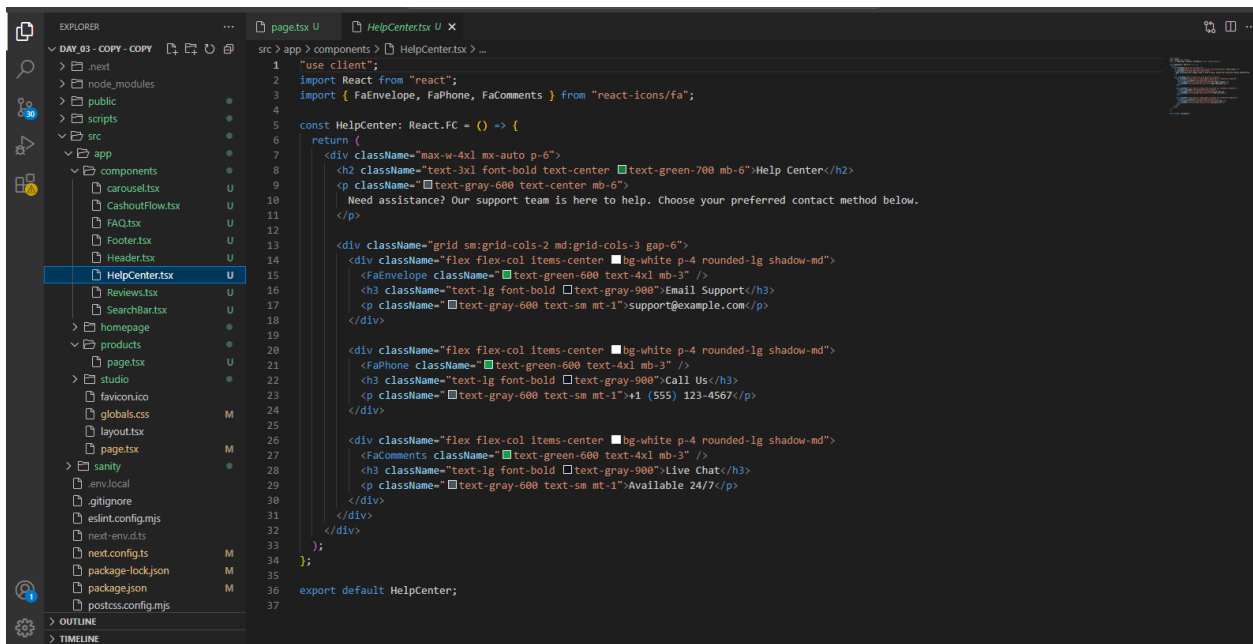 EXPLORER
DAY_03 - COPY - COPY
.next
node_modules
public
scripts
src
app
components
carousel.tsx U
CashoutFlow.tsx U
FAQ.tsx U
Footer.tsx U
Header.tsx U
HelpCenter.tsx U
Reviews.tsx U
SearchBar.tsx U
homepage
products
page.tsx U
studio
favicon.ico
globals.css M
layout.tsx
page.tsx M
sanity
.env.local
.gitignore
eslint.config.mjs
next-env.d.ts
next.config.ts M
package-lock.json M
package.json M
postcss.config.mjs
OUTLINE
TIMELINE
30
1
page.tsx U
HelpCenter.tsx U
src > app > components > HelpCenter.tsx > ...
1 "use client";
2 import React from "react";
3 import { FaEnvelope, FaPhone, FaComments } from "react-icons/fa";
4
5 const HelpCenter: React.FC = () => {
6 return (
7 <div className="max-w-4xl mx-auto p-6">
8 <h2 className="text-3xl font-bold text-center text-green-700 mb-6">Help Center</h2>
9 <p className="text-gray-600 text-center mb-6">
10 Need assistance? Our support team is here to help. Choose your preferred contact method below.
11 </p>
12
13 <div className="grid sm:grid-cols-2 md:grid-cols-3 gap-6">
14 <div className="flex flex-col items-center bg-white p-4 rounded-lg shadow-md">
15 <FaEnvelope className="text-green-600 text-4xl mb-3" />
16 <h3 className="text-lg font-bold text-gray-900">Email Support</h3>
17 <p className="text-gray-600 text-sm mt-1">support@example.com</p>
18 </div>
19
20 <div className="flex flex-col items-center bg-white p-4 rounded-lg shadow-md">
21 <FaPhone className="text-green-600 text-4xl mb-3" />
22 <h3 className="text-lg font-bold text-gray-900">Call Us</h3>
23 <p className="text-gray-600 text-sm mt-1">+1 (555) 123-4567</p>
24 </div>
25
26 <div className="flex flex-col items-center bg-white p-4 rounded-lg shadow-md">
27 <FaComments className="text-green-600 text-4xl mb-3" />
28 <h3 className="text-lg font-bold text-gray-900">Live Chat</h3>
29 <p className="text-gray-600 text-sm mt-1">Available 24/7</p>
30 </div>
31 </div>
32 </div>
33 );
34 };
35
36 export default HelpCenter;
37